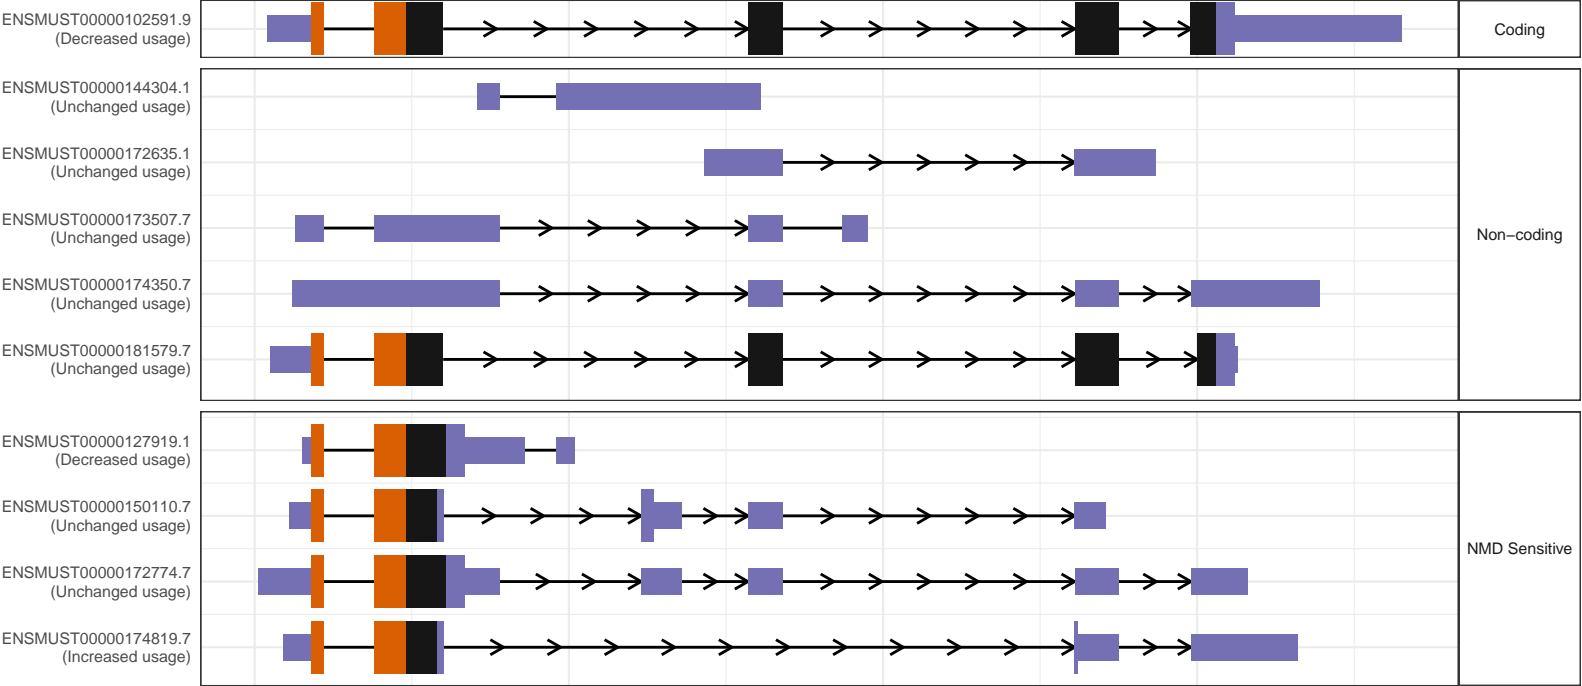 ENSMUST00000102591.9
(Decreased usage)
Coding
ENSMUST00000144304.1
(Unchanged usage)
ENSMUST00000172635.1
(Unchanged usage)
ENSMUST00000173507.7
(Unchanged usage)
Non−coding
ENSMUST00000174350.7
(Unchanged usage)
ENSMUST00000181579.7
(Unchanged usage)
ENSMUST00000127919.1
(Decreased usage)
ENSMUST00000150110.7
(Unchanged usage)
NMD Sensitive
ENSMUST00000172774.7
(Unchanged usage)
ENSMUST00000174819.7
(Increased usage)